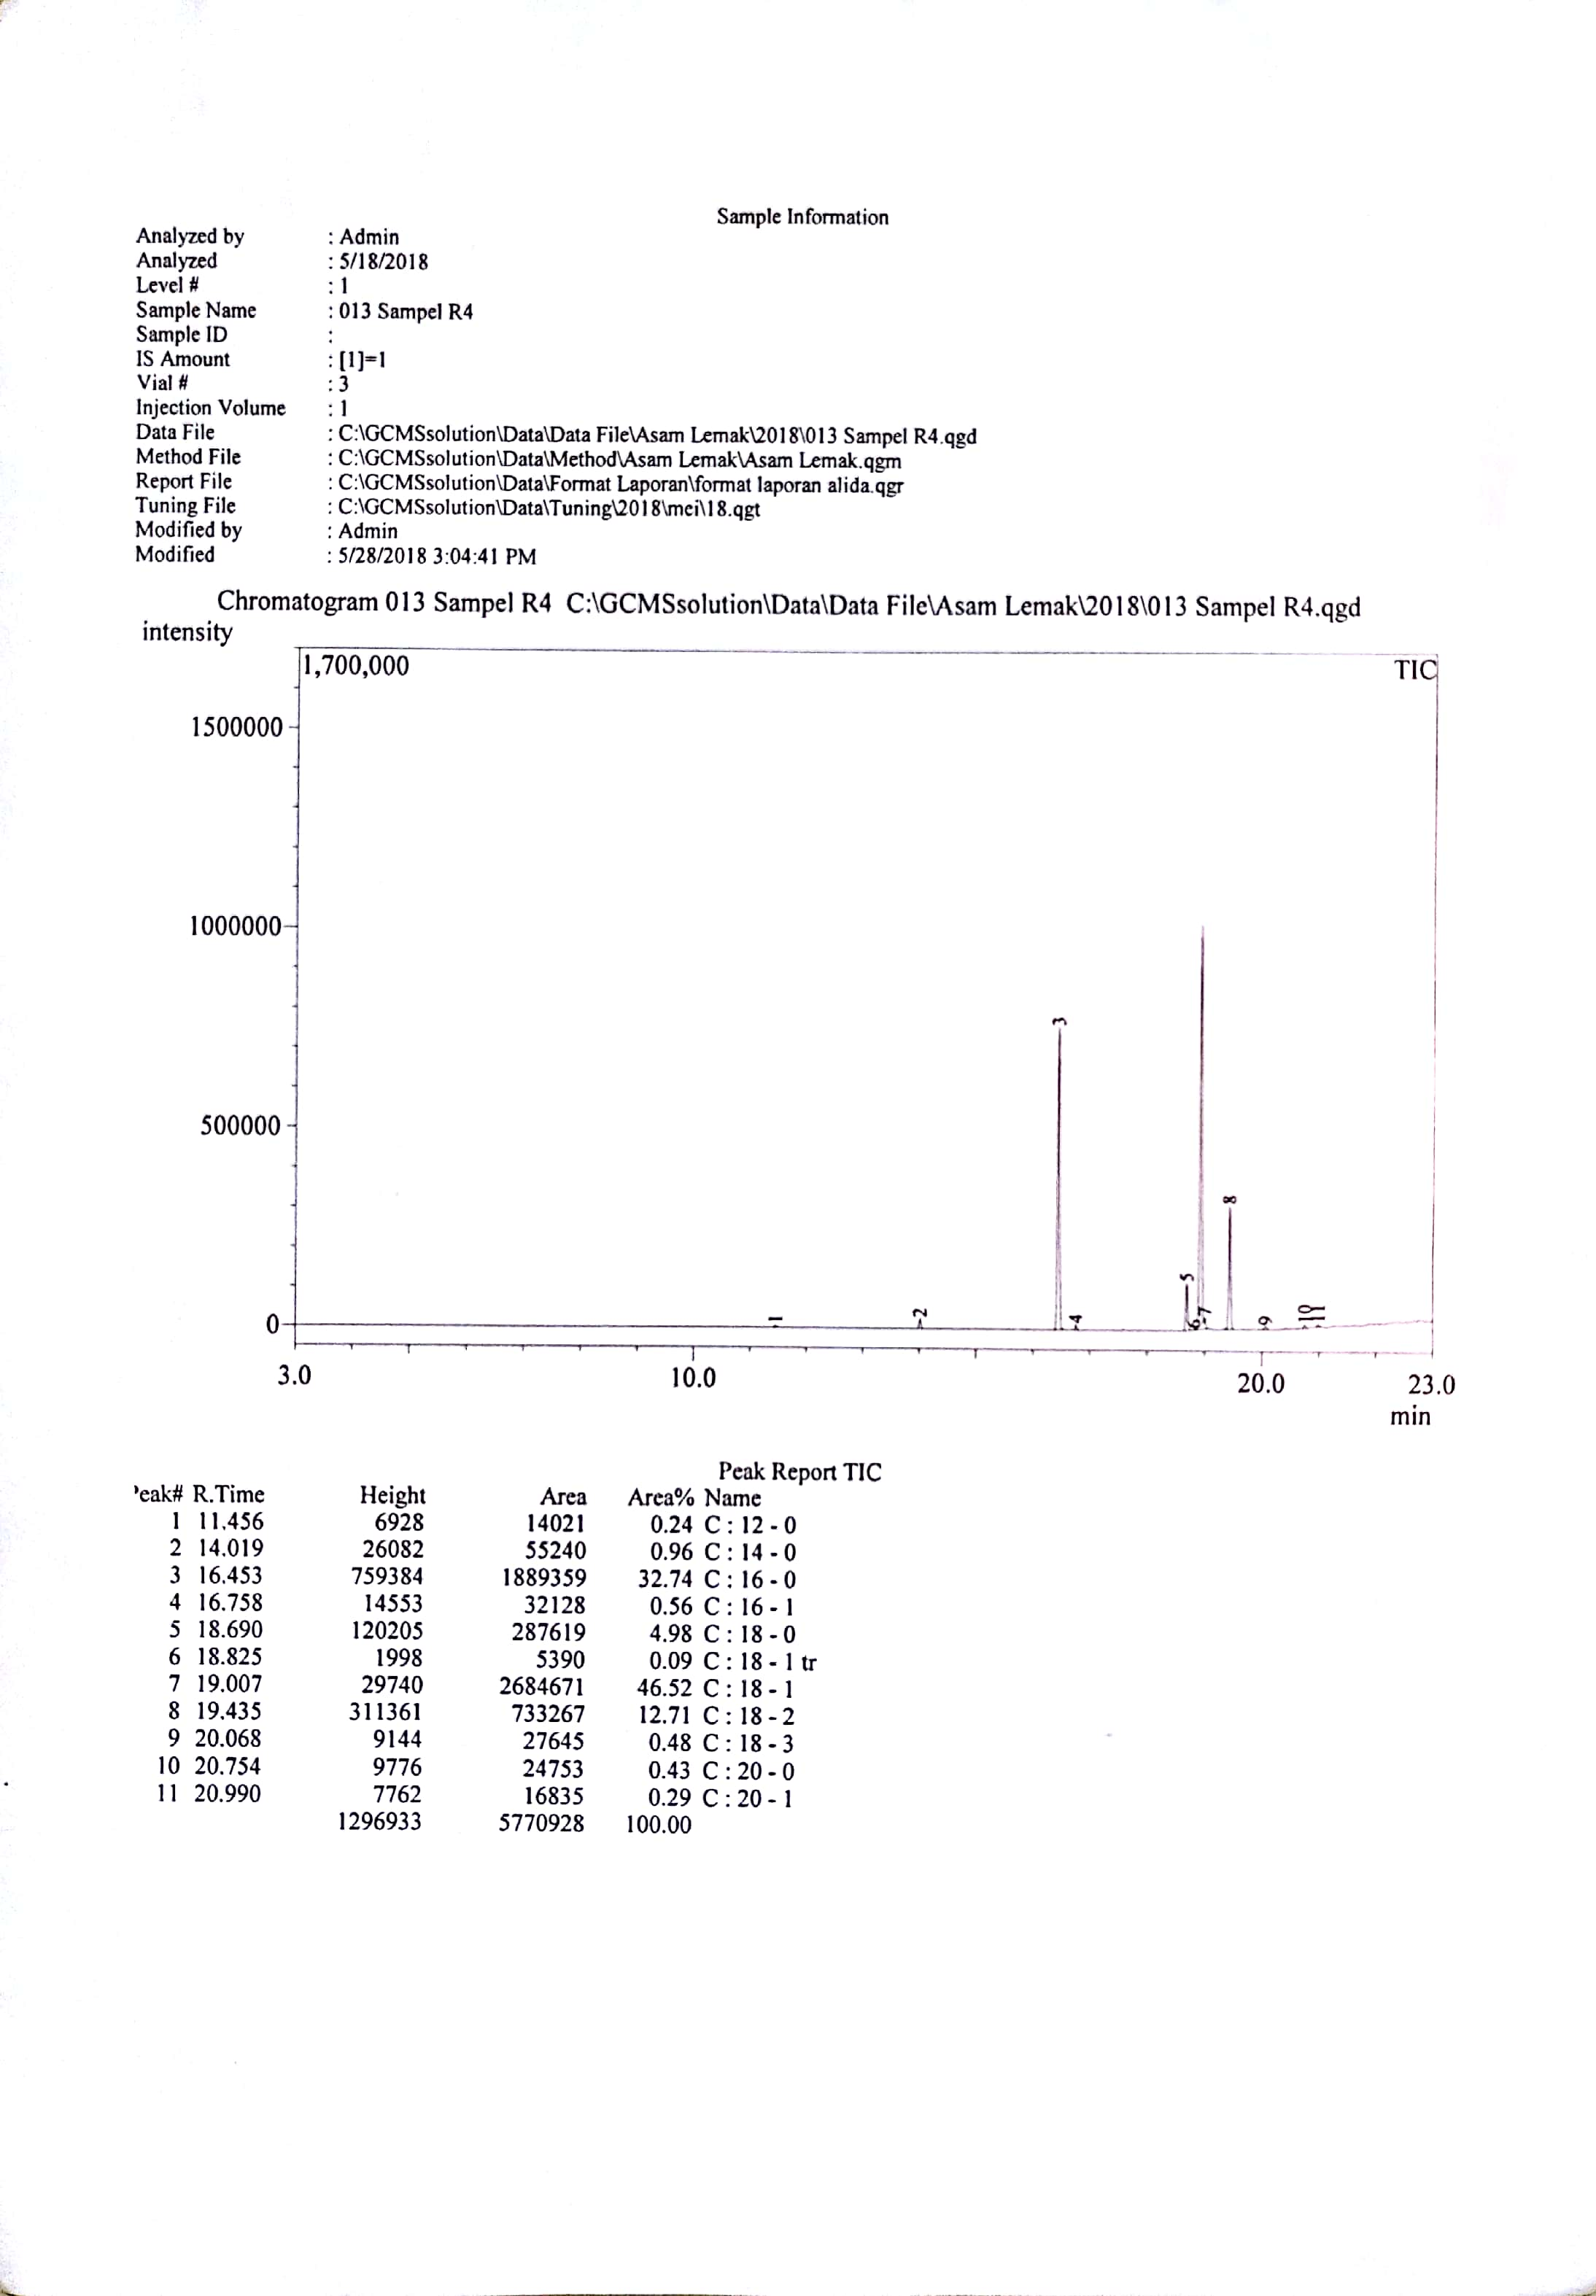 Sample Information
Analyzed by : Admin
Analyzed : 5/18/2018
Level # : 1
Sample Name : 013 Sampel R4
Sample ID :
IS Amount : [1]=1
Vial # : 3
Injection Volume : 1
Data File : C:\GCMSsolution\Data\Data File\Asam Lemak\2018\013 Sampel R4.qgd
Method File : C:\GCMSsolution\Data\Method\Asam Lemak\Asam Lemak.qgm
Report File : C:\GCMSsolution\Data\Format Laporan\format laporan alida.qgr
Tuning File : C:\GCMSsolution\Data\Tuning\2018\mei\18.qgt
Modified by : Admin
Modified : 5/28/2018 3:04:41 PM
Chromatogram 013 Sampel R4 C:\GCMSsolution\Data\Data File\Asam Lemak\2018\013 Sampel R4.qgd
intensity
1,700,000 TIC
1500000
1000000
3
500000
8
5
0 1 2 4 6 7 9 10 11
3.0 10.0 20.0 23.0
min
Peak Report TIC
'eak# R.Time Height Area Area% Name
1 11.456 6928 14021 0.24 C : 12 - 0
2 14.019 26082 55240 0.96 C : 14 - 0
3 16.453 759384 1889359 32.74 C : 16 - 0
4 16.758 14553 32128 0.56 C : 16 - 1
5 18.690 120205 287619 4.98 C : 18 - 0
6 18.825 1998 5390 0.09 C : 18 - 1 tr
7 19.007 29740 2684671 46.52 C : 18 - 1
8 19.435 311361 733267 12.71 C : 18 - 2
9 20.068 9144 27645 0.48 C : 18 - 3
10 20.754 9776 24753 0.43 C : 20 - 0
11 20.990 7762 16835 0.29 C : 20 - 1
1296933 5770928 100.00